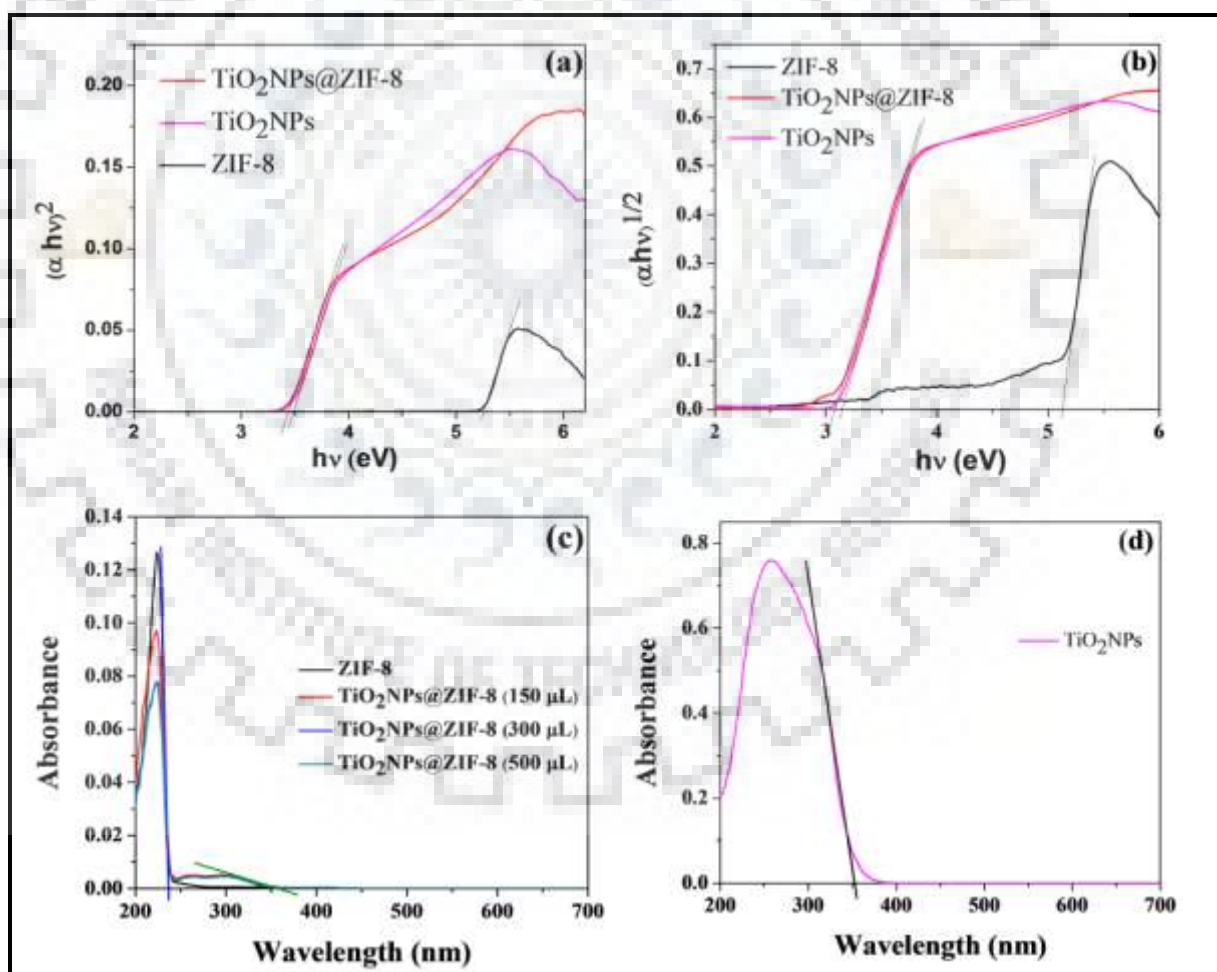 (a)
TiO2NPs@ZIF-8
TiO2NPs
ZIF-8
(α hν)2
0.20
0.15
0.10
0.05
0.00
2 3 4 5 6
hν (eV)
(b)
ZIF-8
TiO2NPs@ZIF-8
TiO2NPs
(αhν)1/2
0.7
0.6
0.5
0.4
0.3
0.2
0.1
0.0
2 3 4 5 6
hν (eV)
(c)
ZIF-8
TiO2NPs@ZIF-8 (150 µL)
TiO2NPs@ZIF-8 (300 µL)
TiO2NPs@ZIF-8 (500 µL)
Absorbance
0.14
0.12
0.10
0.08
0.06
0.04
0.02
0.00
200 300 400 500 600 700
Wavelength (nm)
(d)
TiO2NPs
Absorbance
0.8
0.6
0.4
0.2
0.0
200 300 400 500 600 700
Wavelength (nm)